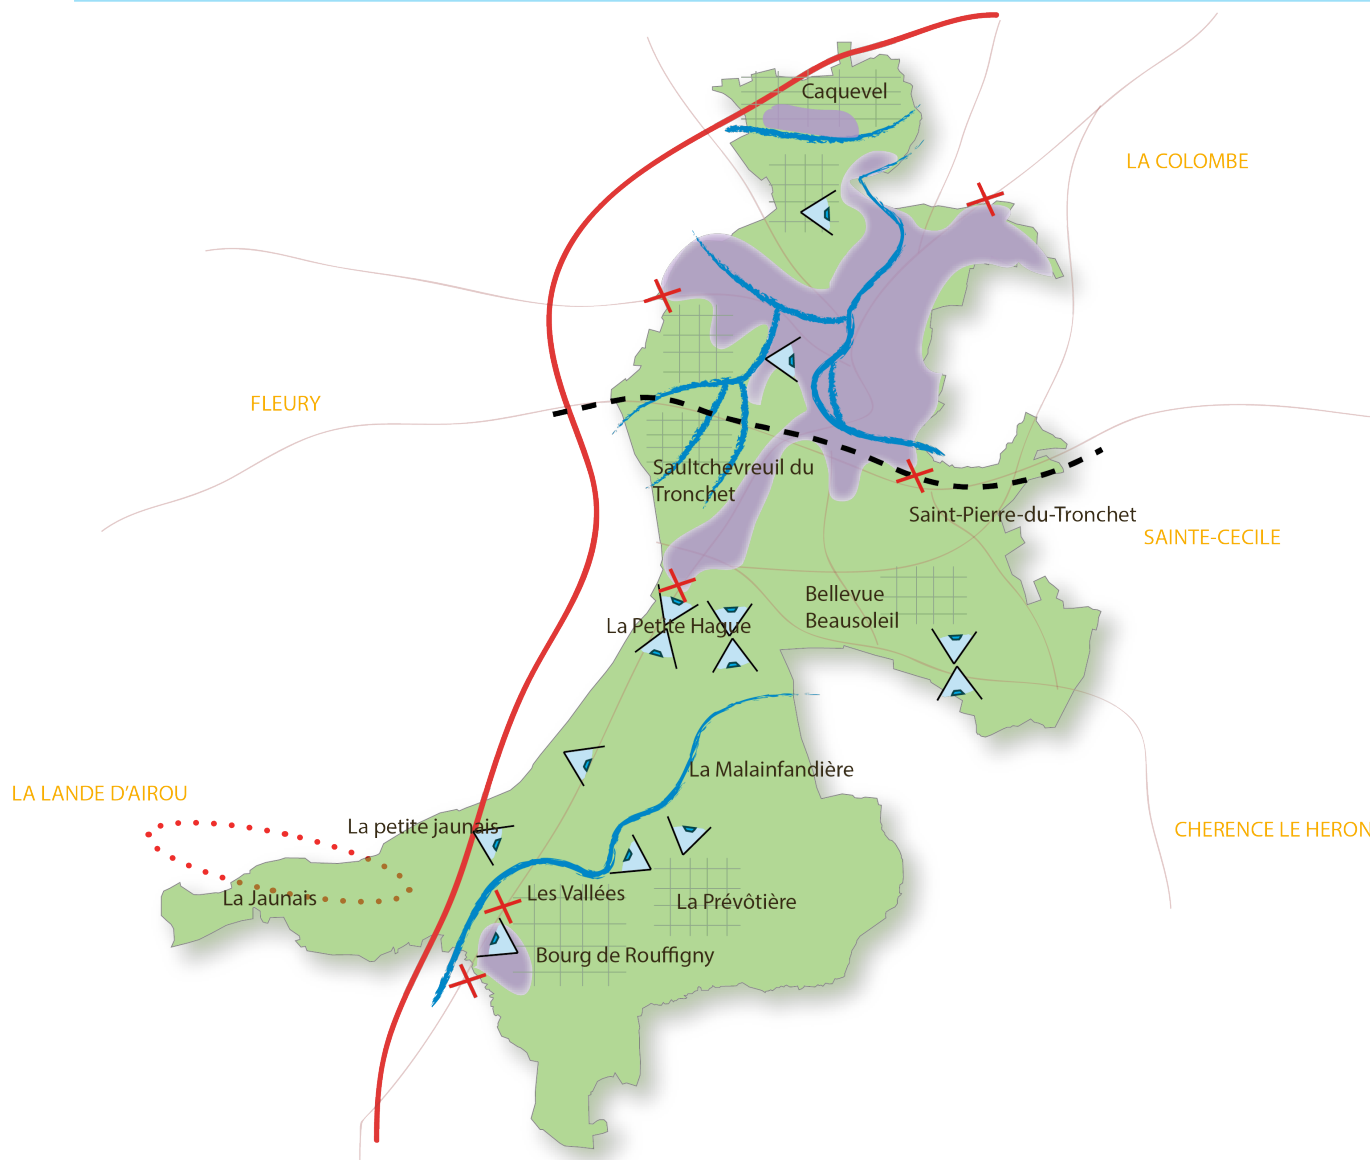 Caquevel
LA COLOMBE
FLEURY
Saultchevreuil du
Tronchet
Saint-Pierre-du-Tronchet
SAINTE-CECILE
Bellevue
Beausoleil
La Petite Hague
La Malainfandière
LA LANDE D'AIROU
La petite jaunais
CHERENCE LE HERON
La Jaunais
Les Vallées
La Prévôtière
Bourg de Rouffigny